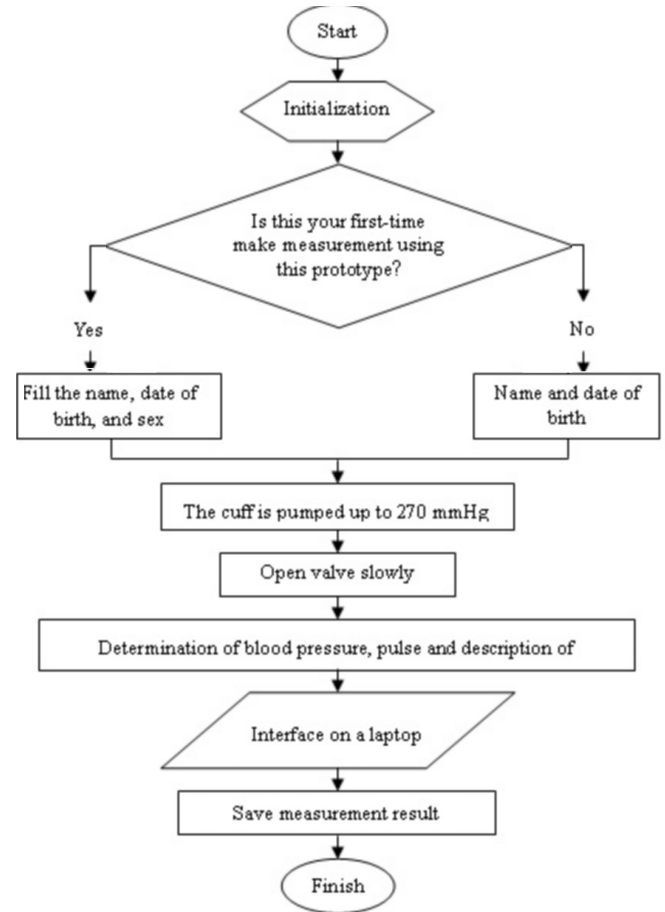 Start
Initialization
Is this your first-time
make measurement using
this prototype?
Yes
No
Fill the name, date of
birth, and sex
Name and date of
birth
The cuff is pumped up to 270 mmHg
Open valve slowly
Determination of blood pressure, pulse and description of
Interface on a laptop
Save measurement result
Finish